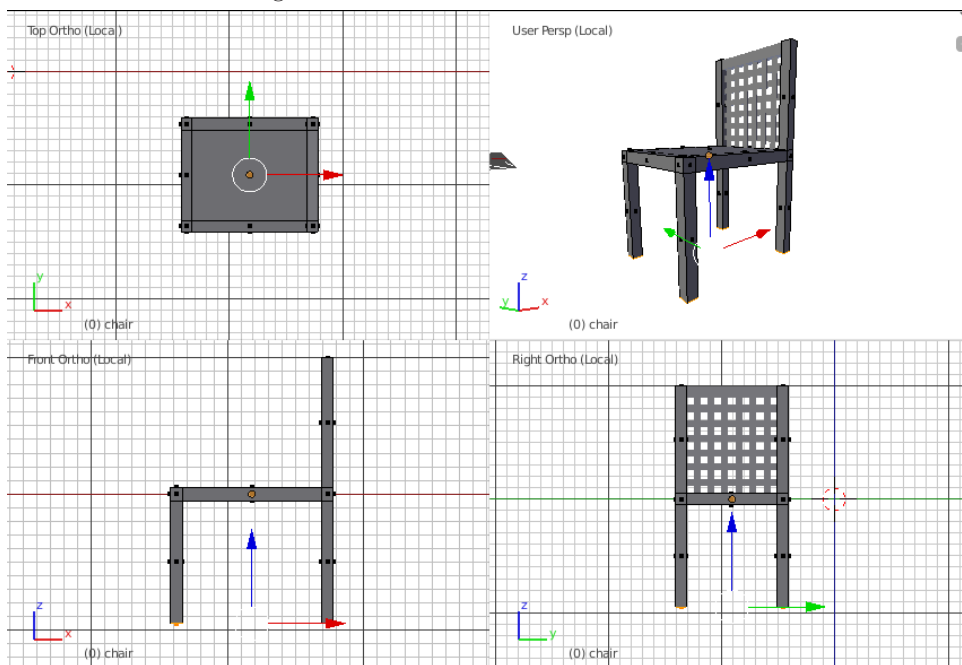 Top Ortho (Local)
User Persp (Local)
y
x
z
y
x
(0) chair
(0) chair
Front Ortho (Local)
Right Ortho (Local)
z
x
z
y
(0) chair
(0) chair